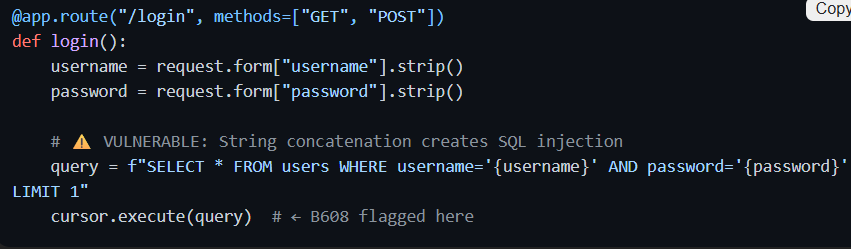 Copy
@app.route("/login", methods=["GET", "POST"])
def login():
    username = request.form["username"].strip()
    password = request.form["password"].strip()

    # ⚠️ VULNERABLE: String concatenation creates SQL injection
    query = f"SELECT * FROM users WHERE username='{username}' AND password='{password}'
LIMIT 1"
    cursor.execute(query)  # ← B608 flagged here